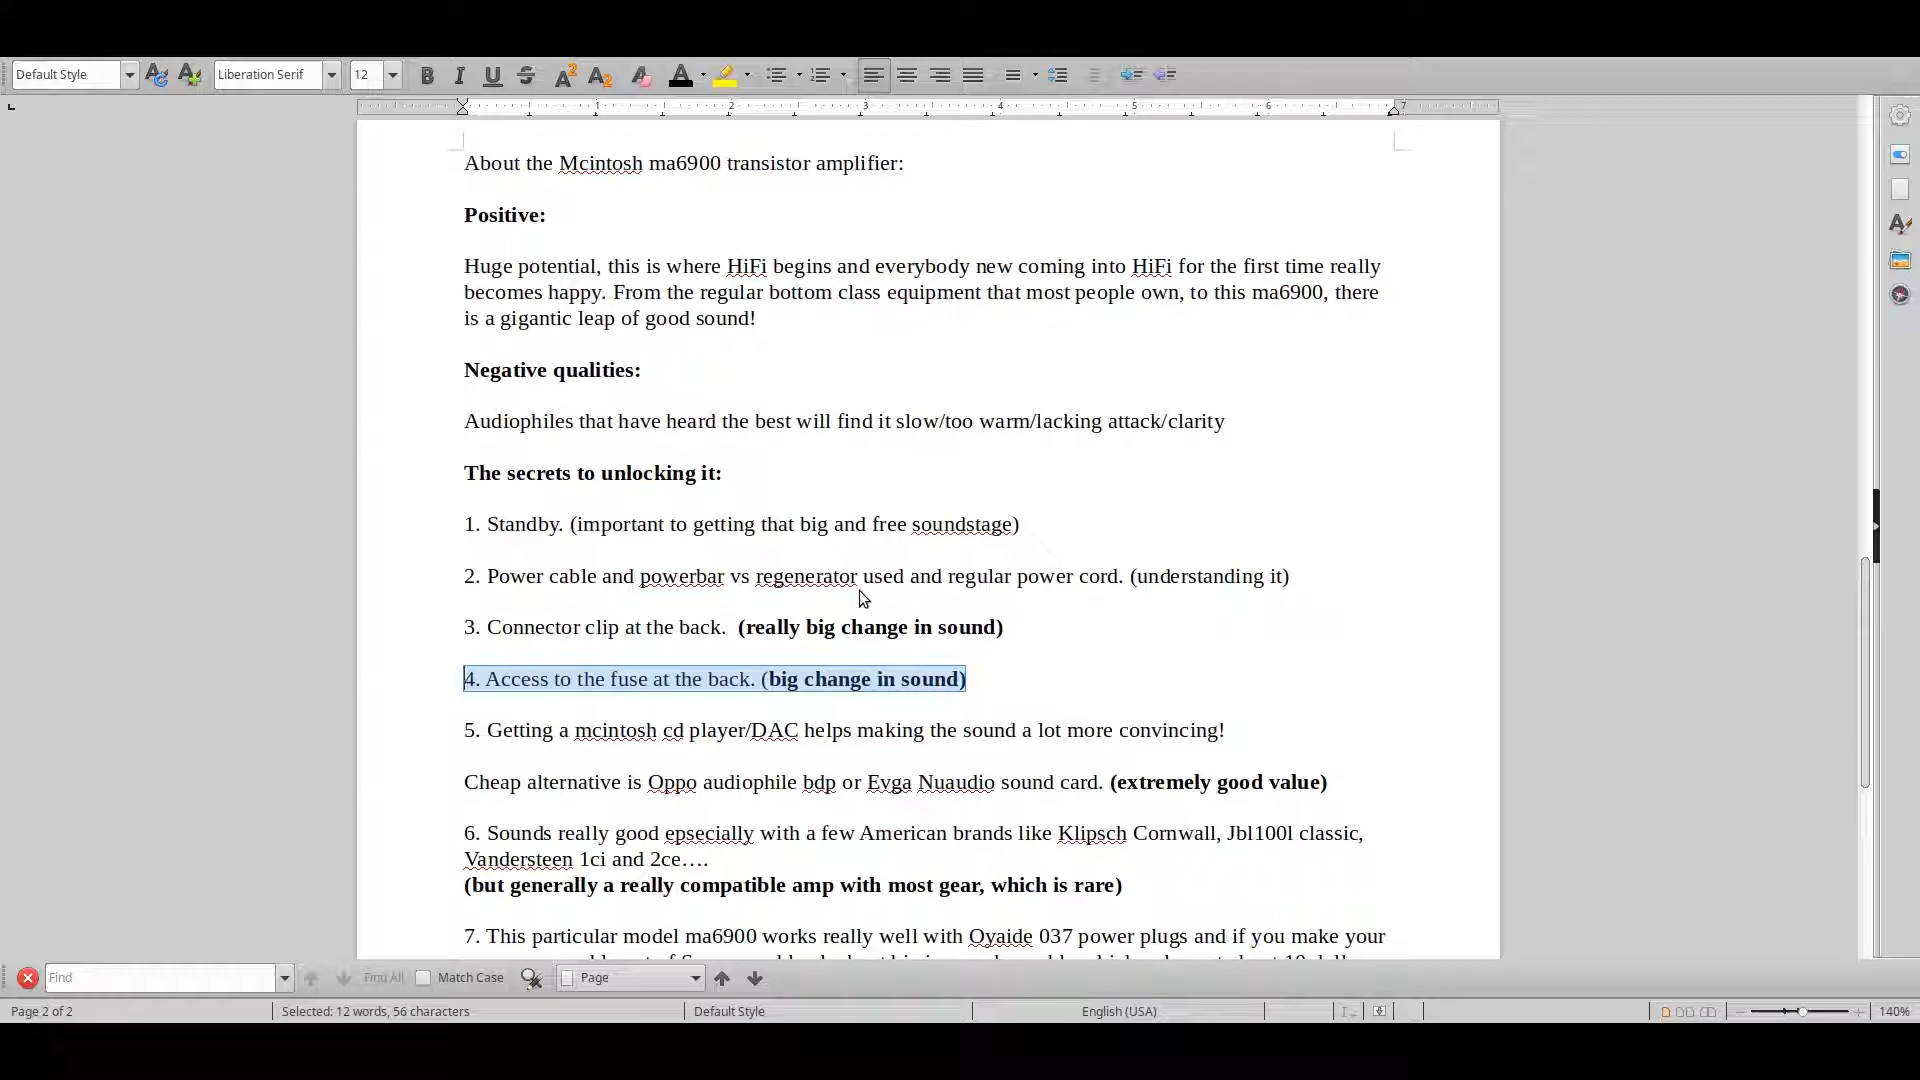 Default Style
Liberation Serif
12
1 2 3 4 5 6 7
About the Mcintosh ma6900 transistor amplifier:
Positive:
Huge potential, this is where HiFi begins and everybody new coming into HiFi for the first time really
becomes happy. From the regular bottom class equipment that most people own, to this ma6900, there
is a gigantic leap of good sound!
Negative qualities:
Audiophiles that have heard the best will find it slow/too warm/lacking attack/clarity
The secrets to unlocking it:
1. Standby. (important to getting that big and free soundstage)
2. Power cable and powerbar vs regenerator used and regular power cord. (understanding it)
3. Connector clip at the back.  (really big change in sound)
4. Access to the fuse at the back. (big change in sound)
5. Getting a mcintosh cd player/DAC helps making the sound a lot more convincing!
Cheap alternative is Oppo audiophile bdp or Evga Nuaudio sound card. (extremely good value)
6. Sounds really good epsecially with a few American brands like Klipsch Cornwall, Jbl100l classic,
Vandersteen 1ci and 2ce….
(but generally a really compatible amp with most gear, which is rare)
7. This particular model ma6900 works really well with Oyaide 037 power plugs and if you make your
Find
Find All
Match Case
Page
Page 2 of 2
Selected: 12 words, 56 characters
Default Style
English (USA)
140%